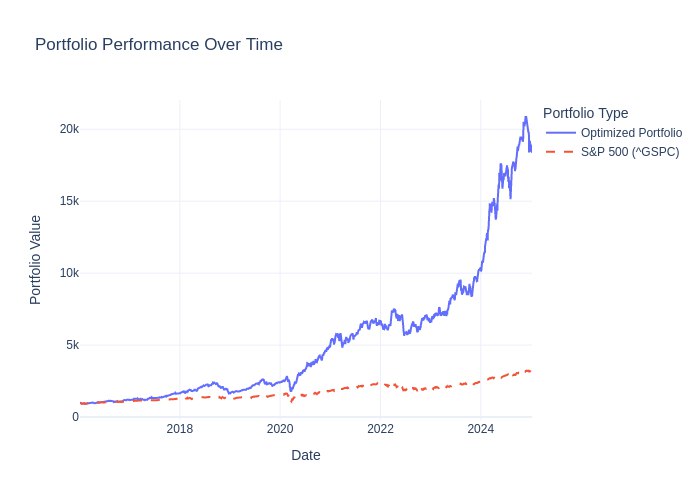 Portfolio Performance Over Time
Portfolio Type
Optimized Portfolio
S&P 500 (^GSPC)
Portfolio Value
20k
15k
10k
5k
0
2018
2020
2022
2024
Date